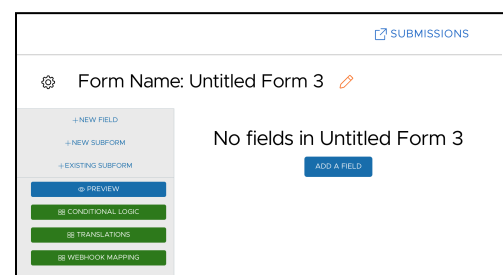 SUBMISSIONS
Form Name: Untitled Form 3
+NEW FIELD
+NEW SUBFORM
+EXISTING SUBFORM
PREVIEW
CONDITIONAL LOGIC
TRANSLATIONS
WEBHOOK MAPPING
No fields in Untitled Form 3
ADD A FIELD